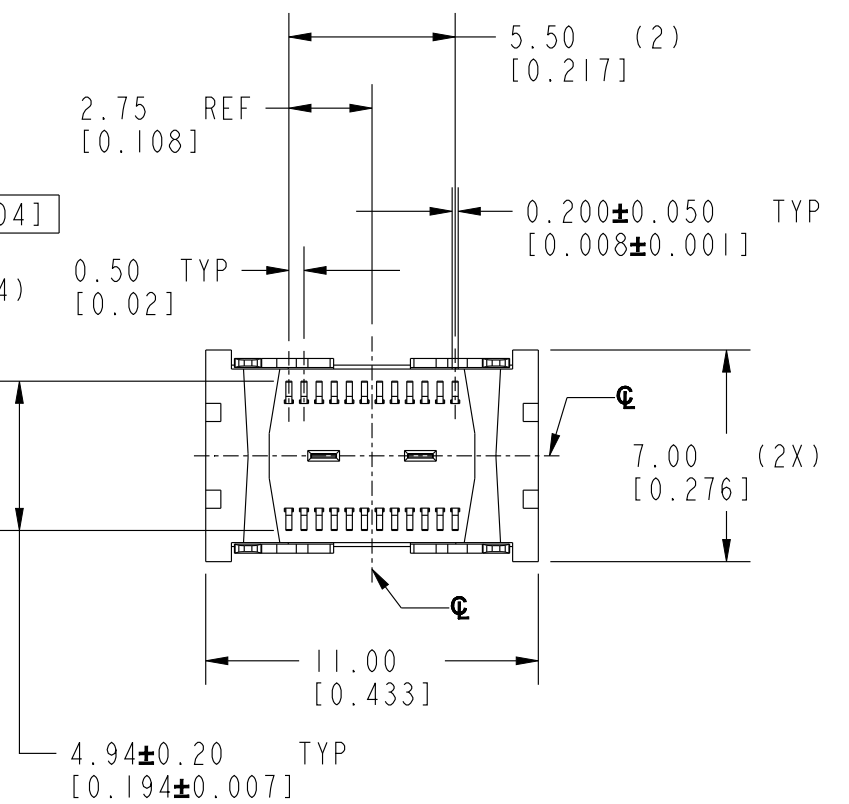 5.50 (2)
[0.217]
2.75 REF
[0.108]
04]
0.200±0.050 TYP
[0.008±0.001]
0.50 TYP
[0.02]
4)
℄
7.00 (2X)
[0.276]
℄
11.00
[0.433]
4.94±0.20 TYP
[0.194±0.007]